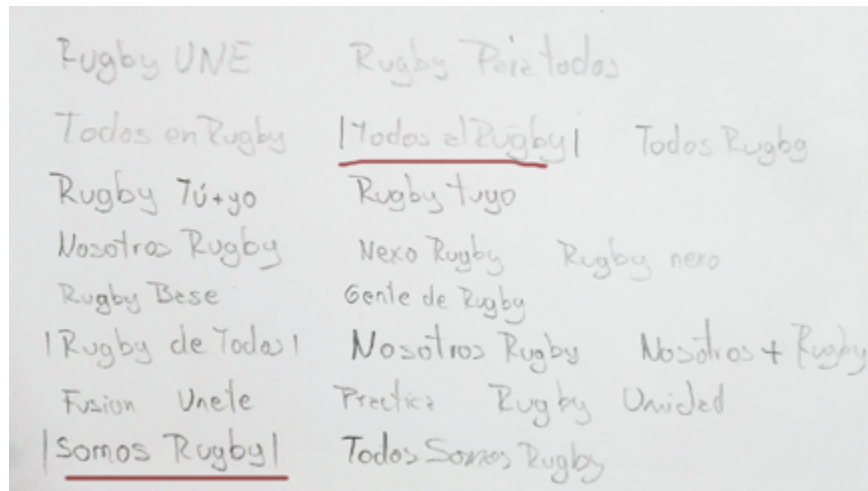 Rugby UNE Rugby Para todos
Todos en Rugby |Todos al Rugby| Todos Rugby
Rugby Tú+yo Rugby tuyo
Nosotros Rugby Nexo Rugby Rugby nexo
Rugby Base Gente de Rugby
|Rugby de Todos| Nosotros Rugby Nosotros + Rugby
Fusion Unete Practica Rugby Unidad
|Somos Rugby| Todos Somos Rugby